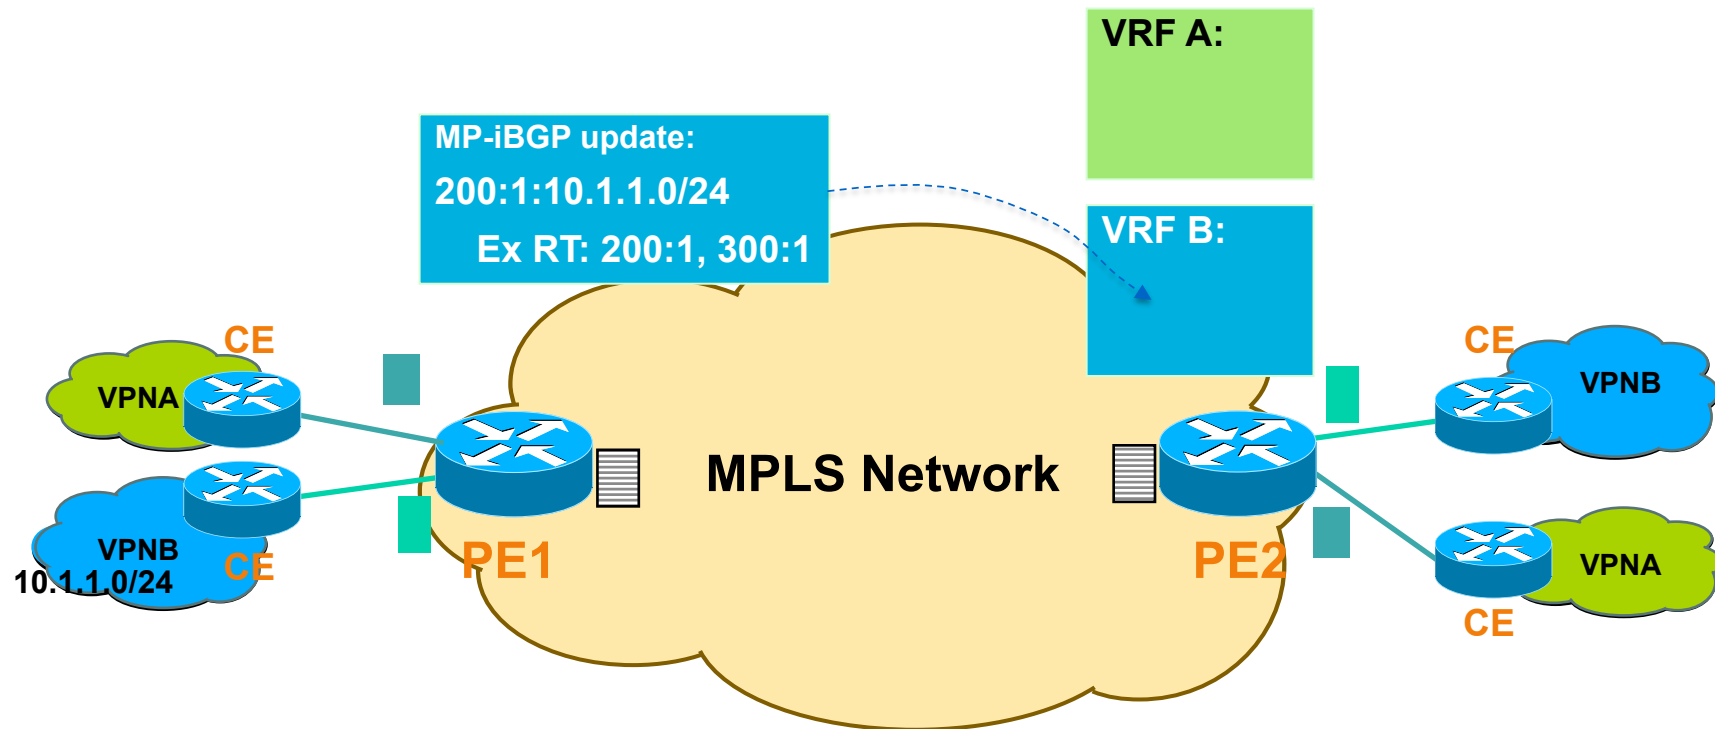 VRF A:
MP-iBGP update:
200:1:10.1.1.0/24
Ex RT: 200:1, 300:1
VRF B:
CE
VPNA
CE
VPNB
MPLS Network
VPNB
10.1.1.0/24
CE
PE1
PE2
VPNA
CE